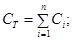 C_T = \sum_{i=1}^{n} C_i;